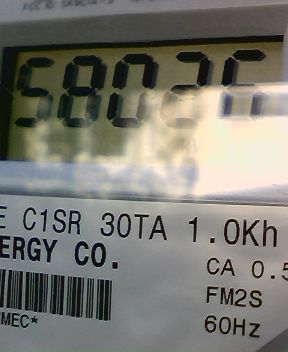 58026
E C1SR 30TA 1.0Kh
ERGY CO.
CA 0.5
FM2S
60Hz
MEC*